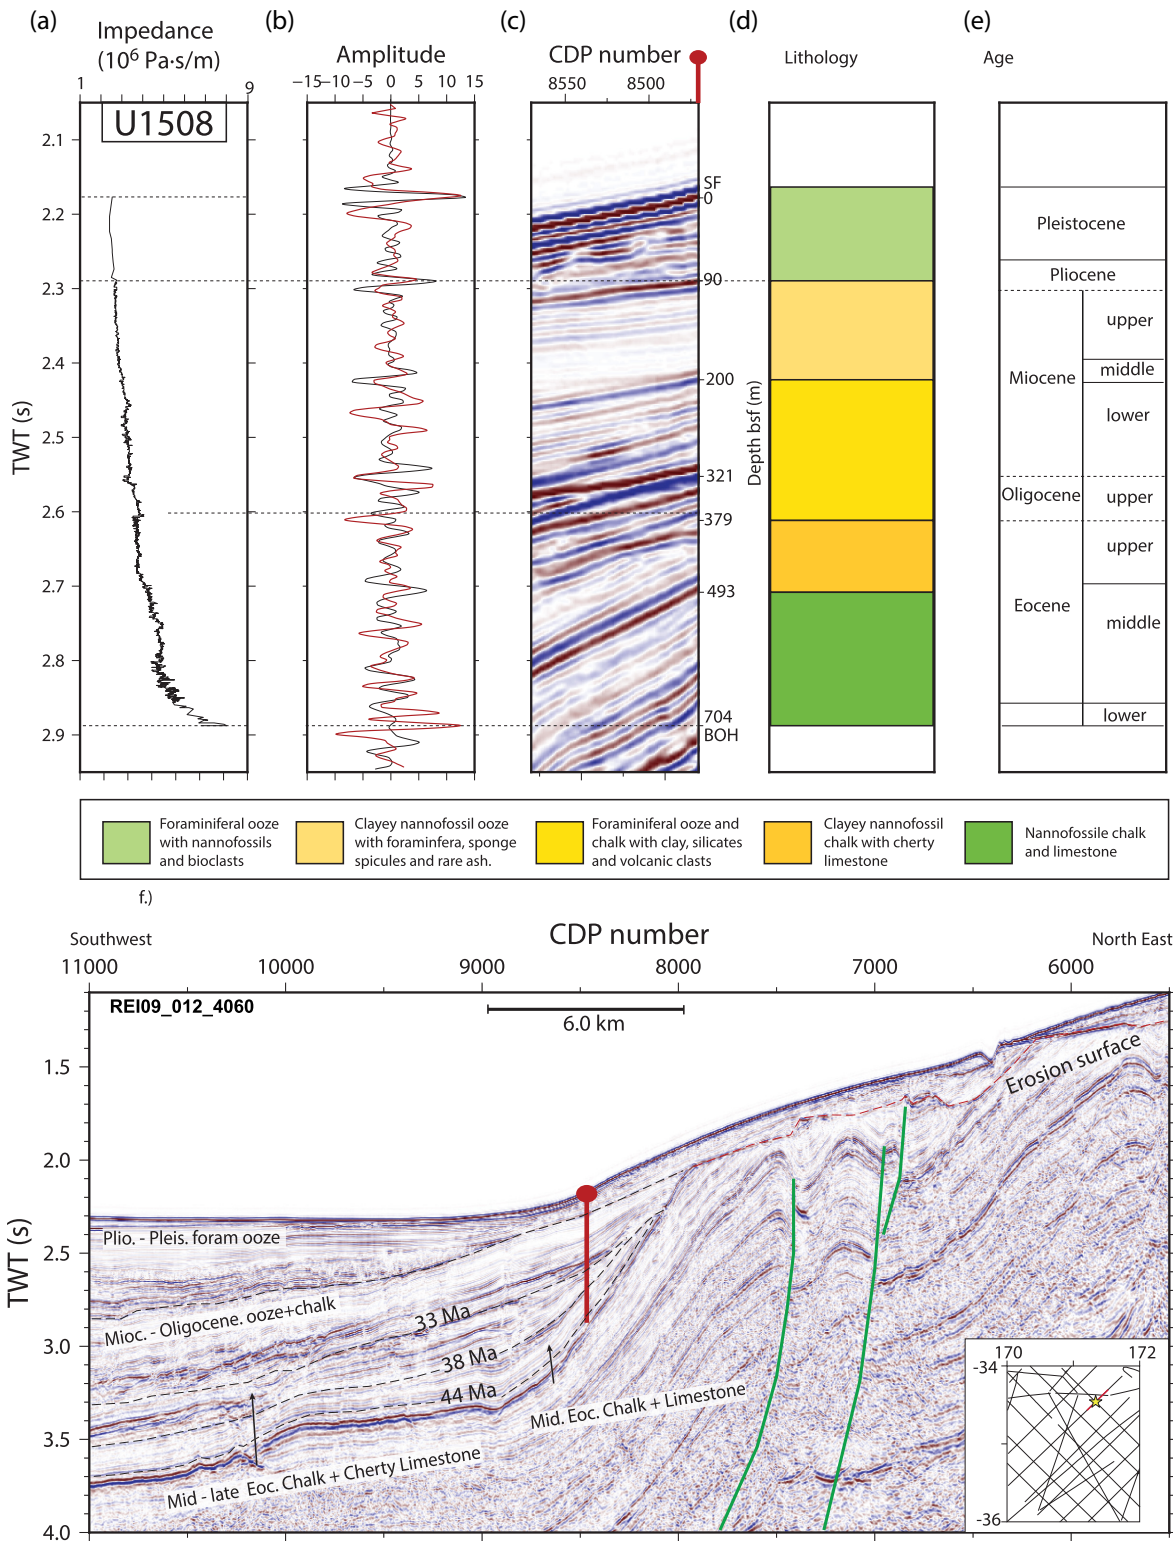 (a)
Impedance
(10⁶ Pa·s/m)
1
9
U1508
(b)
Amplitude
−15
−10
−5
0
5
10
15
(c)
CDP number
8550
8500
(d)
Lithology
(e)
Age
TWT (s)
2.1
2.2
2.3
2.4
2.5
2.6
2.7
2.8
2.9
SF
0
90
200
321
379
493
704
BOH
Depth bsf (m)
Pleistocene
Pliocene
Miocene
upper
middle
lower
Oligocene
upper
Eocene
upper
middle
lower
Foraminiferal ooze
with nannofossils
and bioclasts
Clayey nannofossil ooze
with foraminfera, sponge
spicules and rare ash.
Foraminiferal ooze and
chalk with clay, silicates
and volcanic clasts
Clayey nannofossil
chalk with cherty
limestone
Nannofossile chalk
and limestone
f.)
Southwest
CDP number
North East
11000
10000
9000
8000
7000
6000
REI09_012_4060
6.0 km
TWT (s)
1.5
2.0
2.5
3.0
3.5
4.0
Erosion surface
Plio. - Pleis. foram ooze
Mioc. - Oligocene. ooze+chalk
33 Ma
38 Ma
44 Ma
Mid. Eoc. Chalk + Limestone
Mid - late Eoc. Chalk + Cherty Limestone
170
172
-34
-36